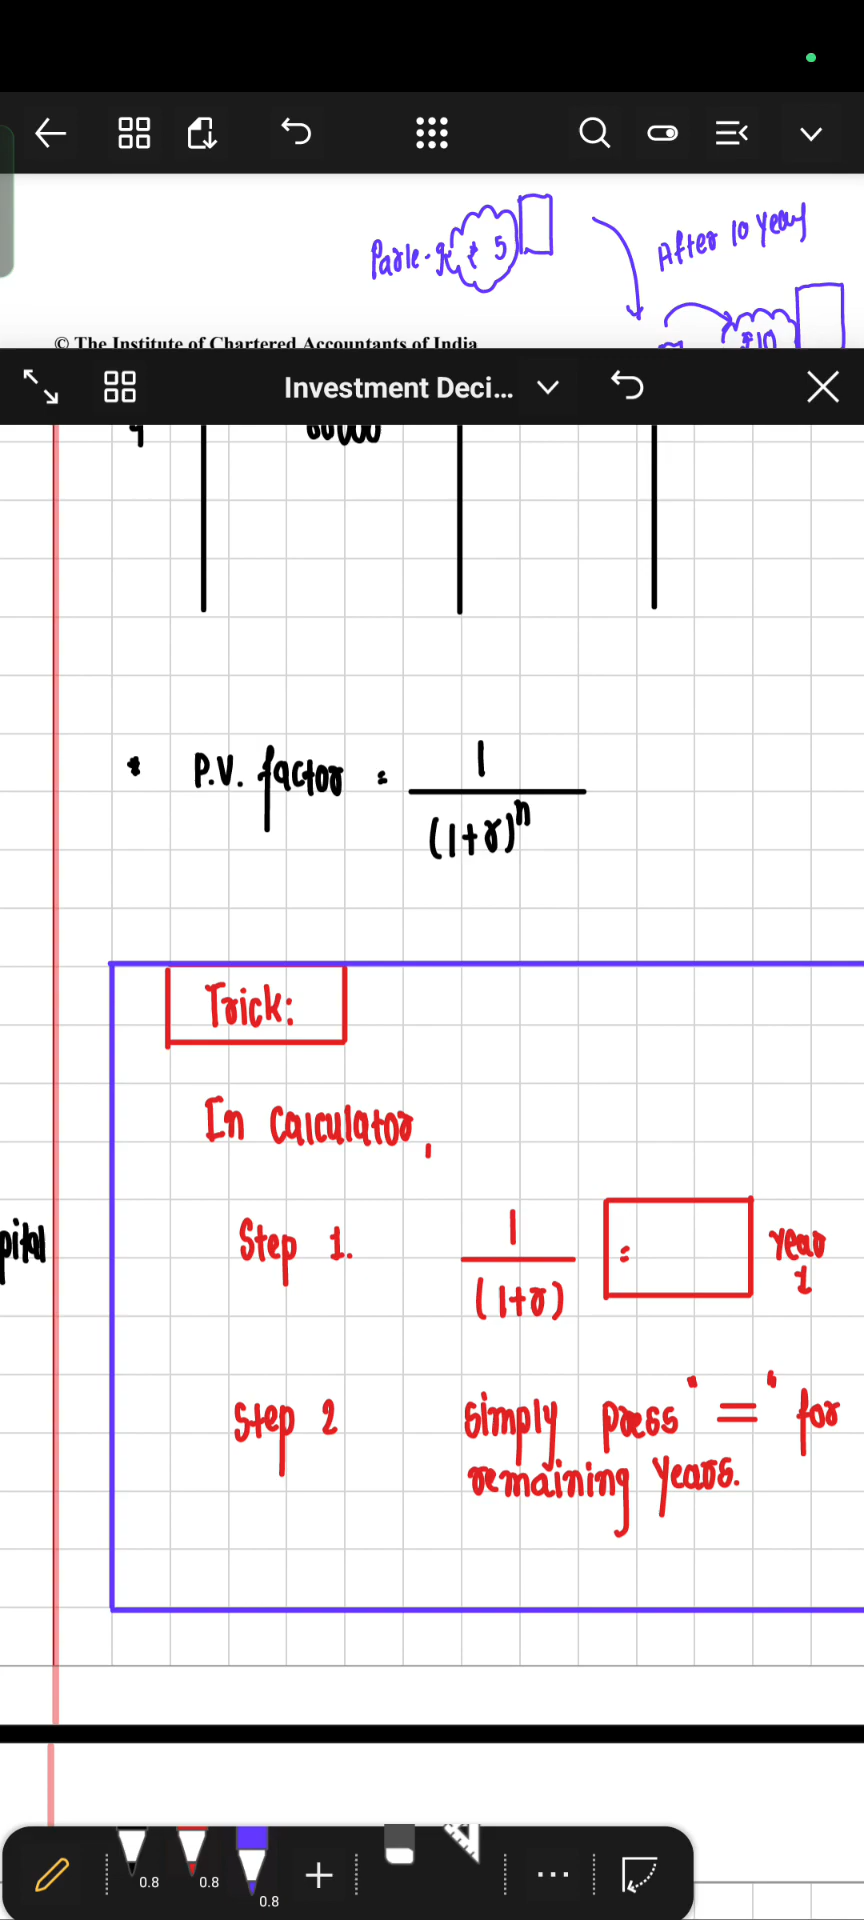 Parle-g ₹ 5
After 10 years
₹10
© The Institute of Chartered Accountants of India
Investment Deci...
4
* P.V. factor = 1
(1+r)ⁿ
Trick:
In Calculator,
Step 1. 1 = Year 1
(1+r)
pital
Step 2 Simply press "=" for
remaining Years.
0.8
0.8
0.8